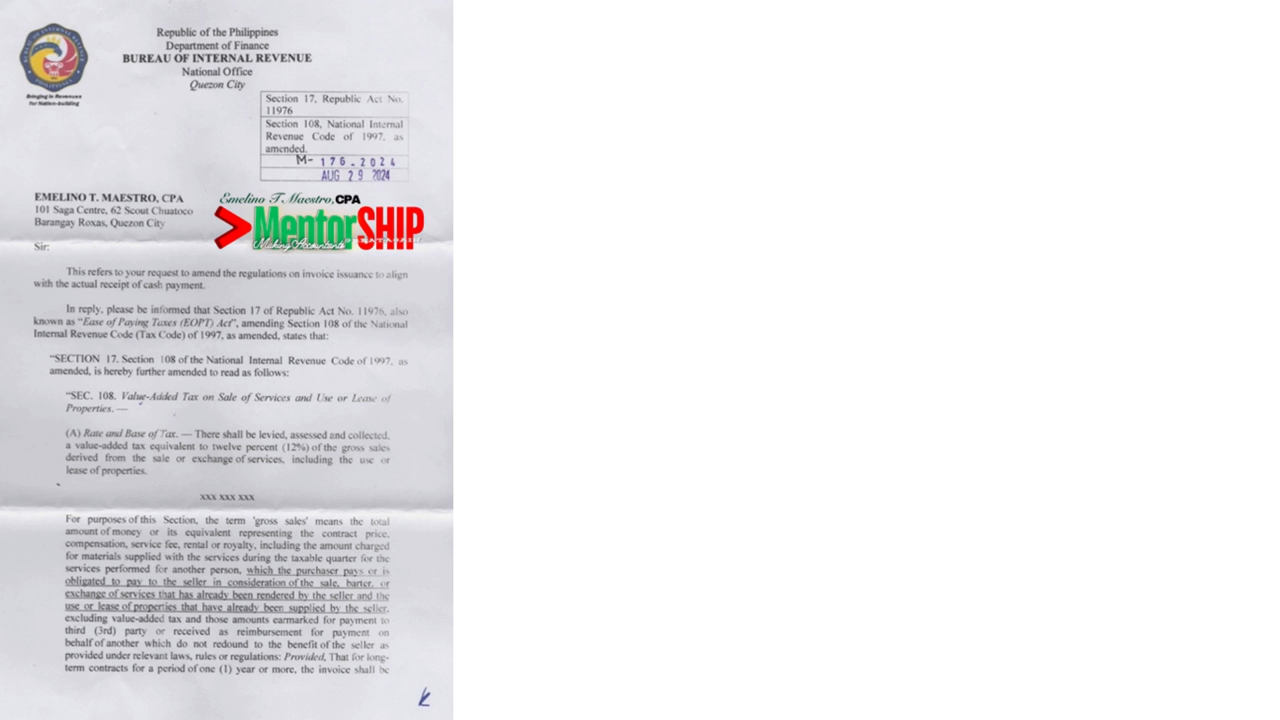 Republic of the Philippines
Department of Finance
BUREAU OF INTERNAL REVENUE
National Office
Quezon City
BUREAU OF INTERNAL REVENUE
PHILIPPINES
Bringing in Revenues
for Nation-building
Section 17, Republic Act No.
11976
Section 108, National Internal
Revenue Code of 1997, as
amended.
M- 176-2024
AUG 29 2024
EMELINO T. MAESTRO, CPA
101 Saga Centre, 62 Scout Chuatoco
Barangay Roxas, Quezon City
Emelino T. Maestro,CPA
>MentorSHIP
Making Accountants
Sir:
This refers to your request to amend the regulations on invoice issuance to align
with the actual receipt of cash payment.
In reply, please be informed that Section 17 of Republic Act No. 11976, also
known as "Ease of Paying Taxes (EOPT) Act", amending Section 108 of the National
Internal Revenue Code (Tax Code) of 1997, as amended, states that:
"SECTION 17. Section 108 of the National Internal Revenue Code of 1997, as
amended, is hereby further amended to read as follows:
"SEC. 108. Value-Added Tax on Sale of Services and Use or Lease of
Properties. —
(A) Rate and Base of Tax. — There shall be levied, assessed and collected,
a value-added tax equivalent to twelve percent (12%) of the gross sales
derived from the sale or exchange of services, including the use or
lease of properties.
xxx xxx xxx
For purposes of this Section, the term 'gross sales' means the total
amount of money or its equivalent representing the contract price,
compensation, service fee, rental or royalty, including the amount charged
for materials supplied with the services during the taxable quarter for the
services performed for another person, which the purchaser pays or is
obligated to pay to the seller in consideration of the sale, barter, or
exchange of services that has already been rendered by the seller and the
use or lease of properties that have already been supplied by the seller,
excluding value-added tax and those amounts earmarked for payment to
third (3rd) party or received as reimbursement for payment on
behalf of another which do not redound to the benefit of the seller as
provided under relevant laws, rules or regulations: Provided, That for long-
term contracts for a period of one (1) year or more, the invoice shall be